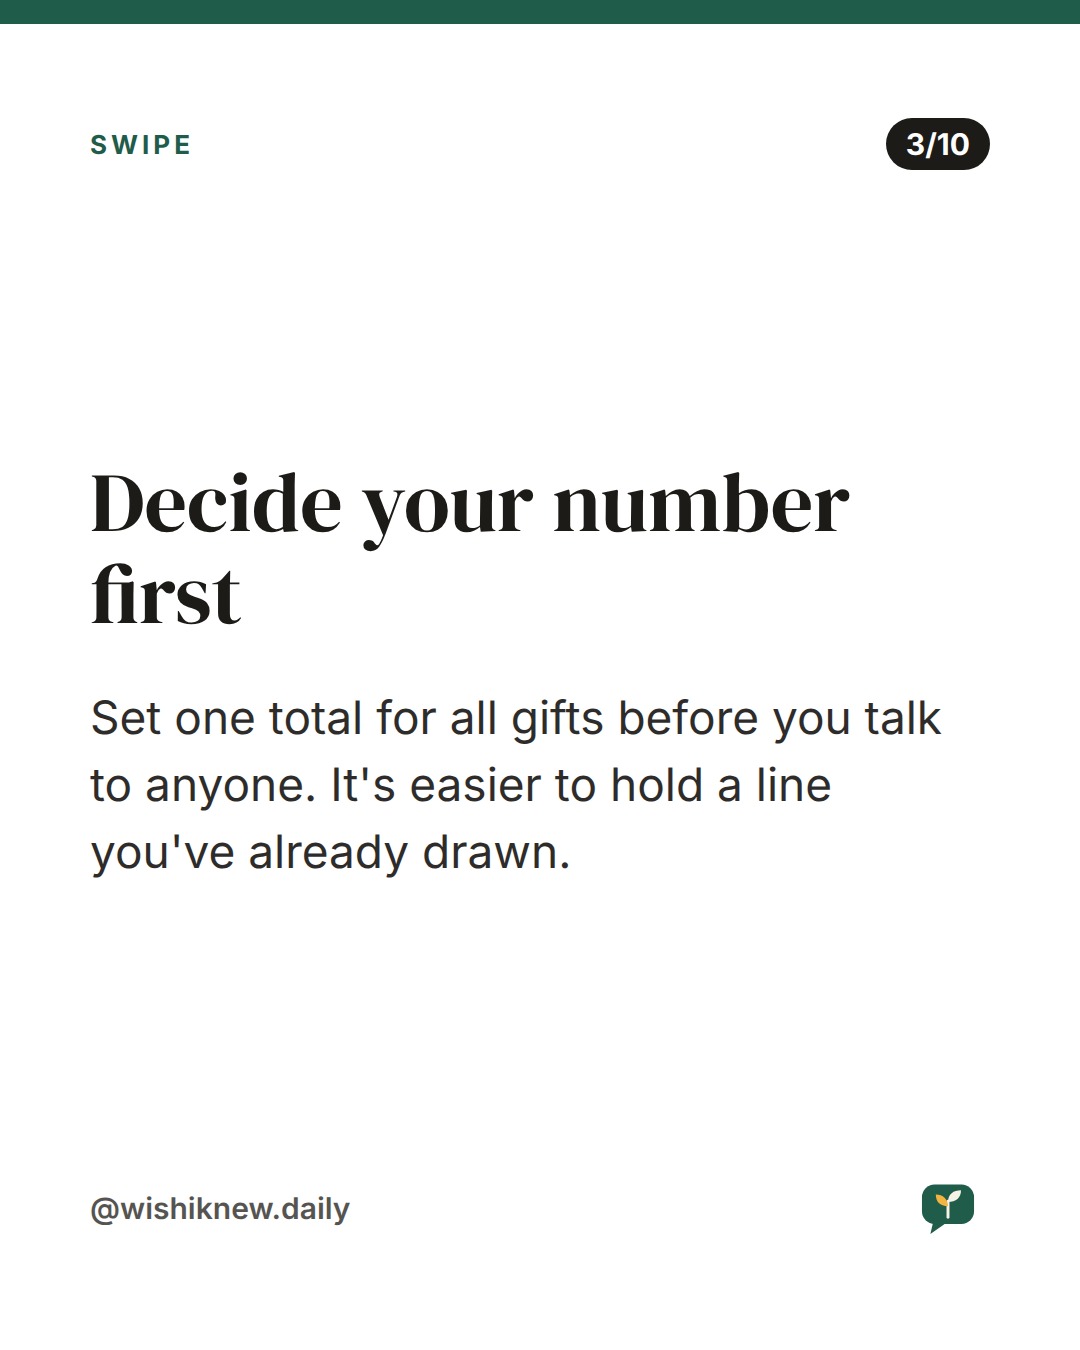 SWIPE
3/10
Decide your number
first
Set one total for all gifts before you talk
to anyone. It's easier to hold a line
you've already drawn.
@wishiknew.daily